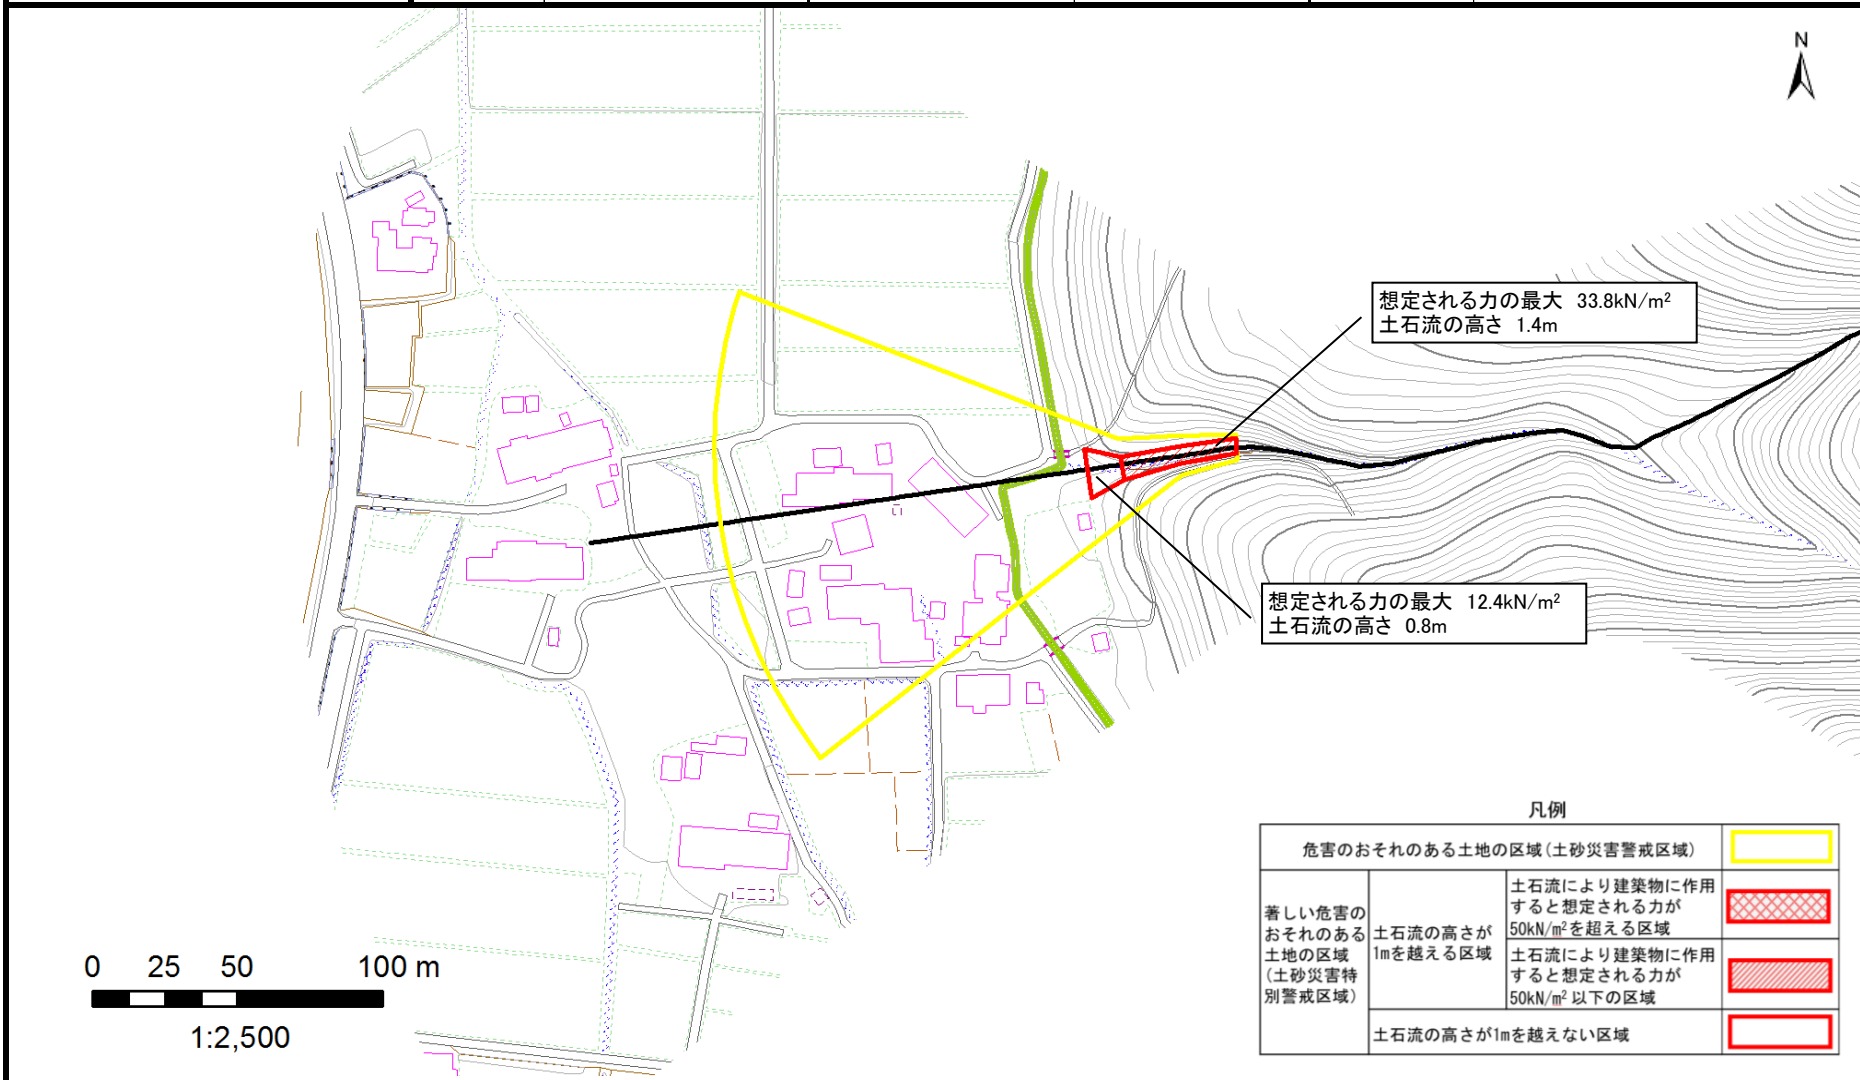 N
想定される力の最大 33.8kN/m²
土石流の高さ 1.4m
想定される力の最大 12.4kN/m²
土石流の高さ 0.8m
凡例
危害のおそれのある土地の区域(土砂災害警戒区域)
著しい危害の
おそれのある
土地の区域
(土砂災害特
別警戒区域)
土石流の高さが
1mを越える区域
土石流により建築物に作用
すると想定される力が
50kN/m²を超える区域
土石流により建築物に作用
すると想定される力が
50kN/m² 以下の区域
土石流の高さが1mを越えない区域
0 25 50 100 m
1:2,500